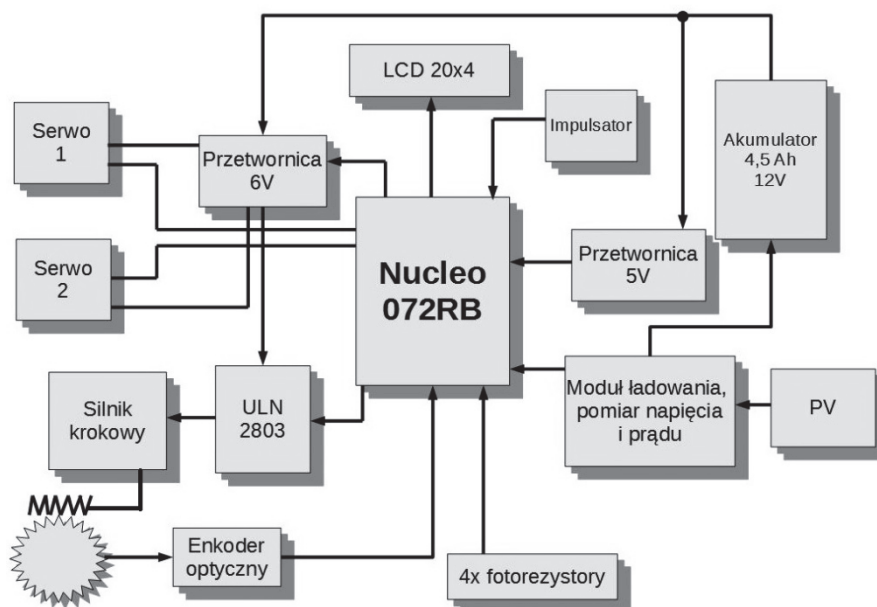 LCD 20x4
Serwo
1
Przetwornica
6V
Impulsator
Akumulator
4,5 Ah
12V
Serwo
2
Nucleo
072RB
Przetwornica
5V
Silnik
krokowy
ULN
2803
Moduł ładowania,
pomiar napięcia
i prądu
PV
Enkoder
optyczny
4x fotorezystory